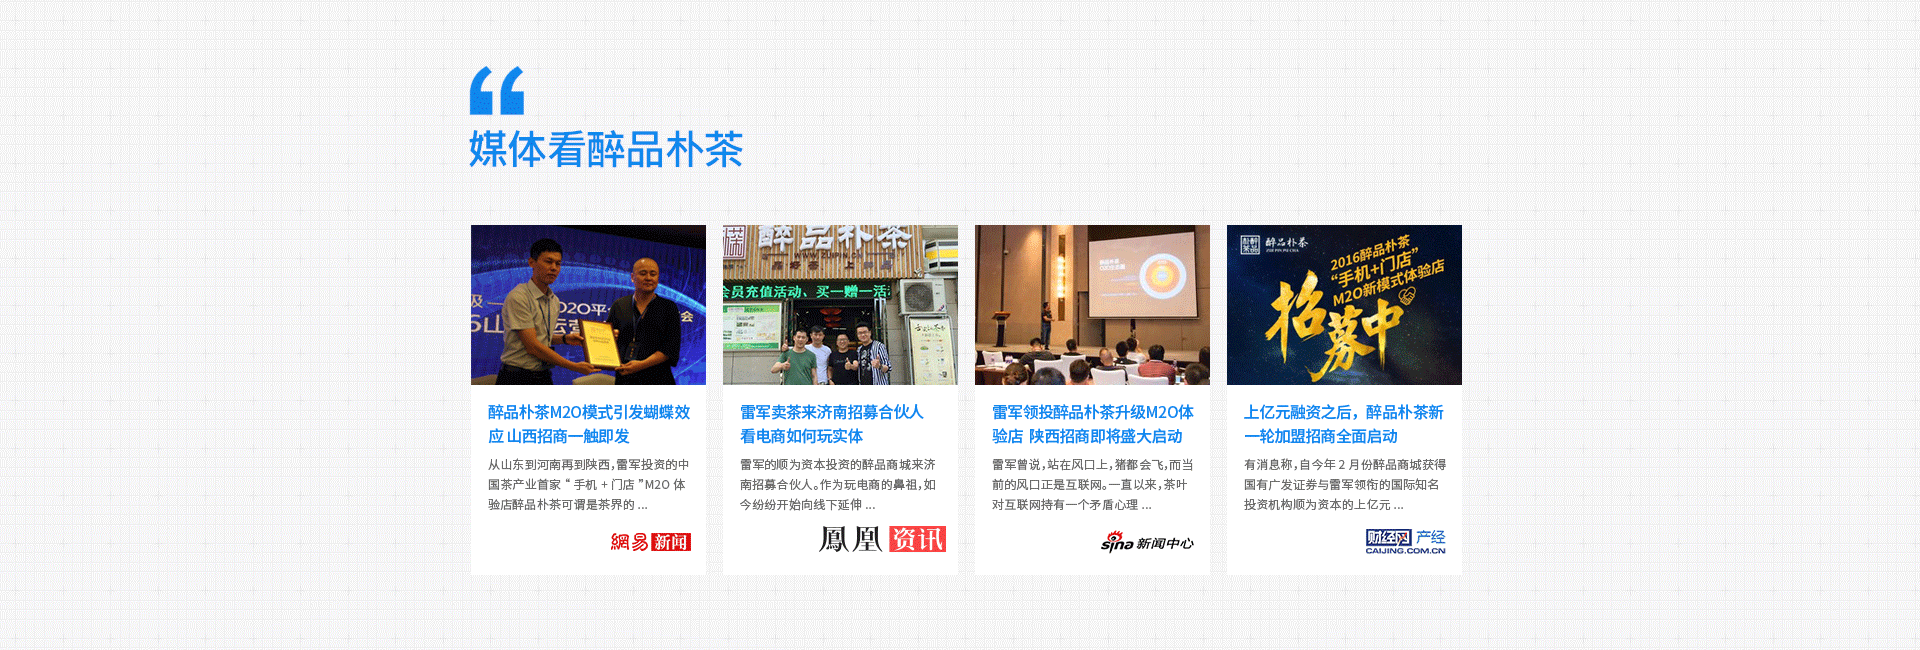 媒体看醉品朴茶
级
O2O平
会
S山
运营
醉品朴茶M2O模式引发蝴蝶效
应 山西招商一触即发
从山东到河南再到陕西,雷军投资的中
国茶产业首家 “ 手机 + 门店 ”M2O 体
验店醉品朴茶可谓是茶界的 ...
網易新闻
醉品朴茶
WWW.ZUIPIN.cn
会员充值活动、买一赠一活
雷军卖茶来济南招募合伙人
看电商如何玩实体
雷军的顺为资本投资的醉品商城来济
南招募合伙人。作为玩电商的鼻祖,如
今纷纷开始向线下延伸 ...
鳳凰资讯
雷军领投醉品朴茶升级M2O体
验店 陕西招商即将盛大启动
雷军曾说,站在风口上,猪都会飞,而当
前的风口正是互联网。一直以来,茶叶
对互联网持有一个矛盾心理 ...
sina新闻中心
醉品朴茶
ZUI PIN PU CHA
2016醉品朴茶
“手机+门店”
M2O新模式体验店
招募中
上亿元融资之后，醉品朴茶新
一轮加盟招商全面启动
有消息称,自今年 2 月份醉品商城获得
国有广发证券与雷军领衔的国际知名
投资机构顺为资本的上亿元 ...
财经网 产经
CAIJING.COM.CN